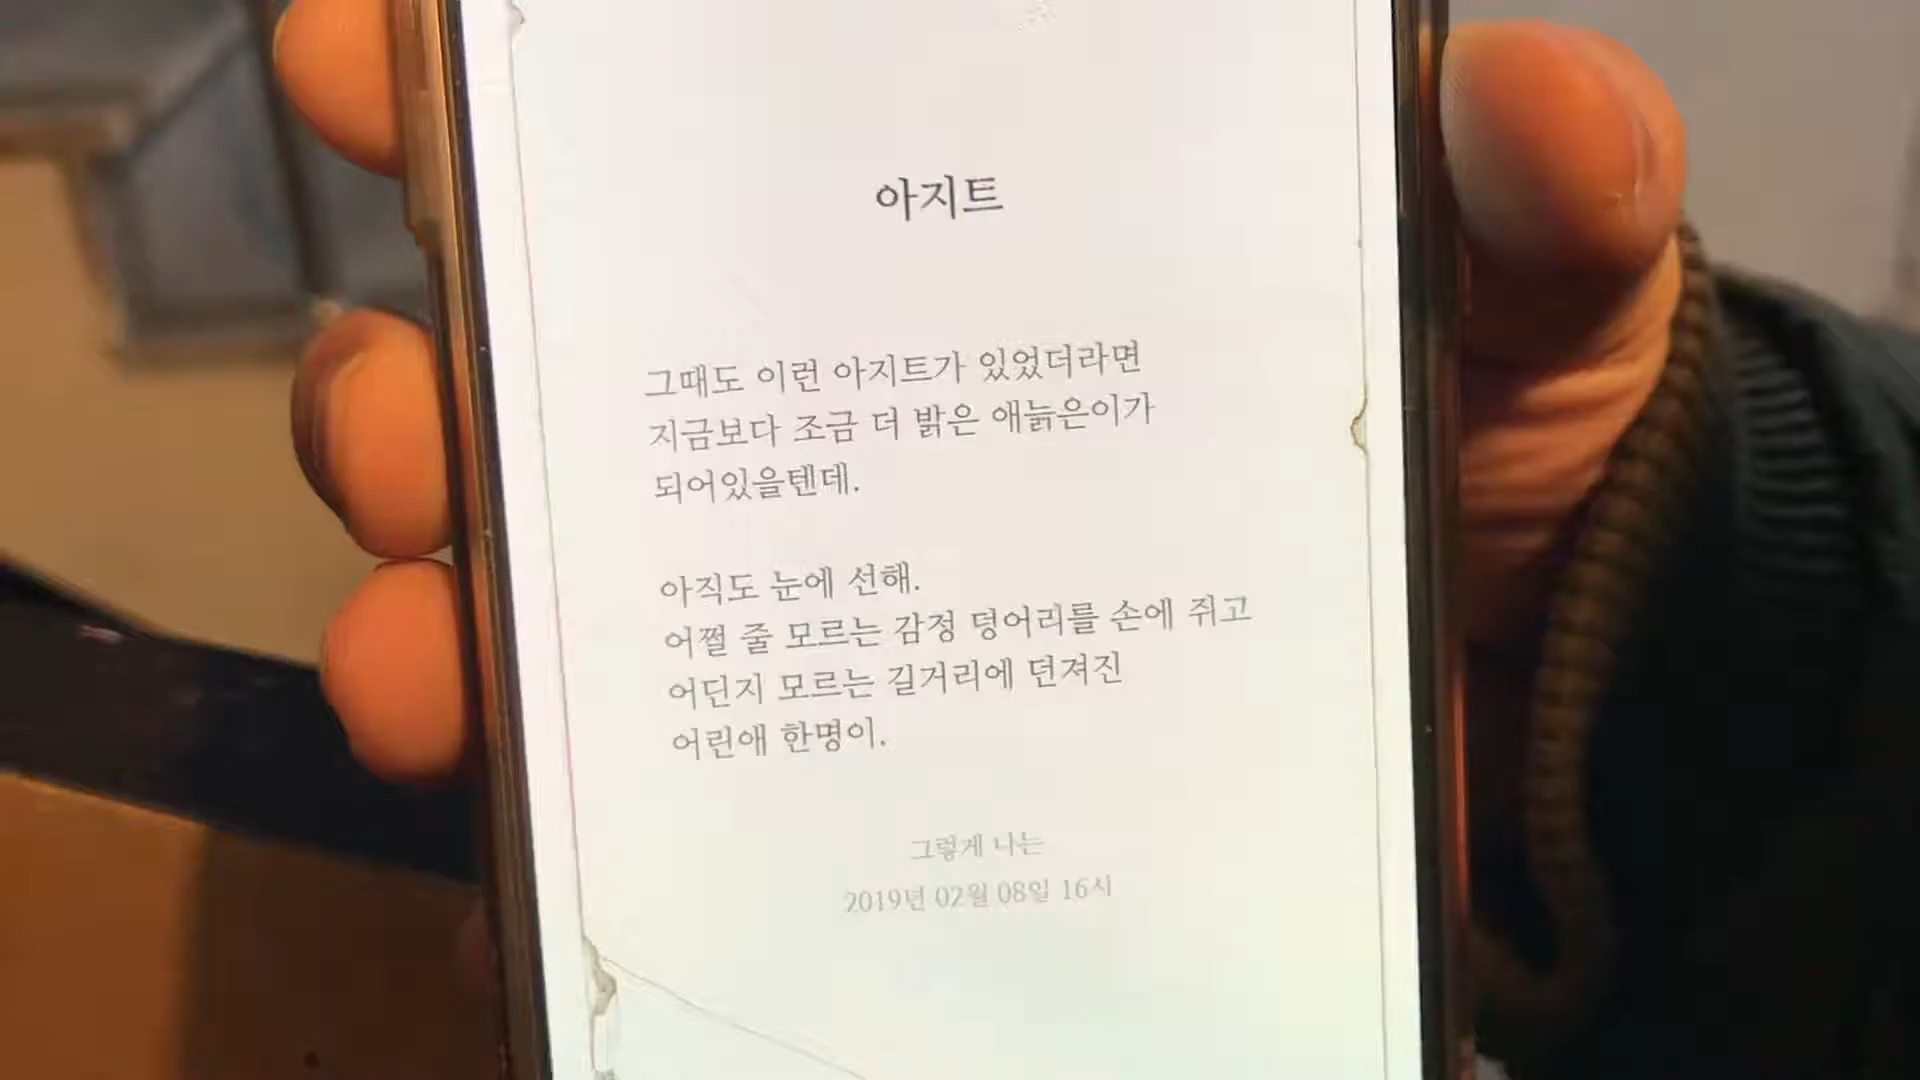 아지트
그때도 이런 아지트가 있었더라면
지금보다 조금 더 밝은 애늙은이가
되어있을텐데.
아직도 눈에 선해.
어쩔 줄 모르는 감정 덩어리를 손에 쥐고
어딘지 모르는 길거리에 던져진
어린애 한명이.
그렇게 나는
2019년 02월 08일 16시